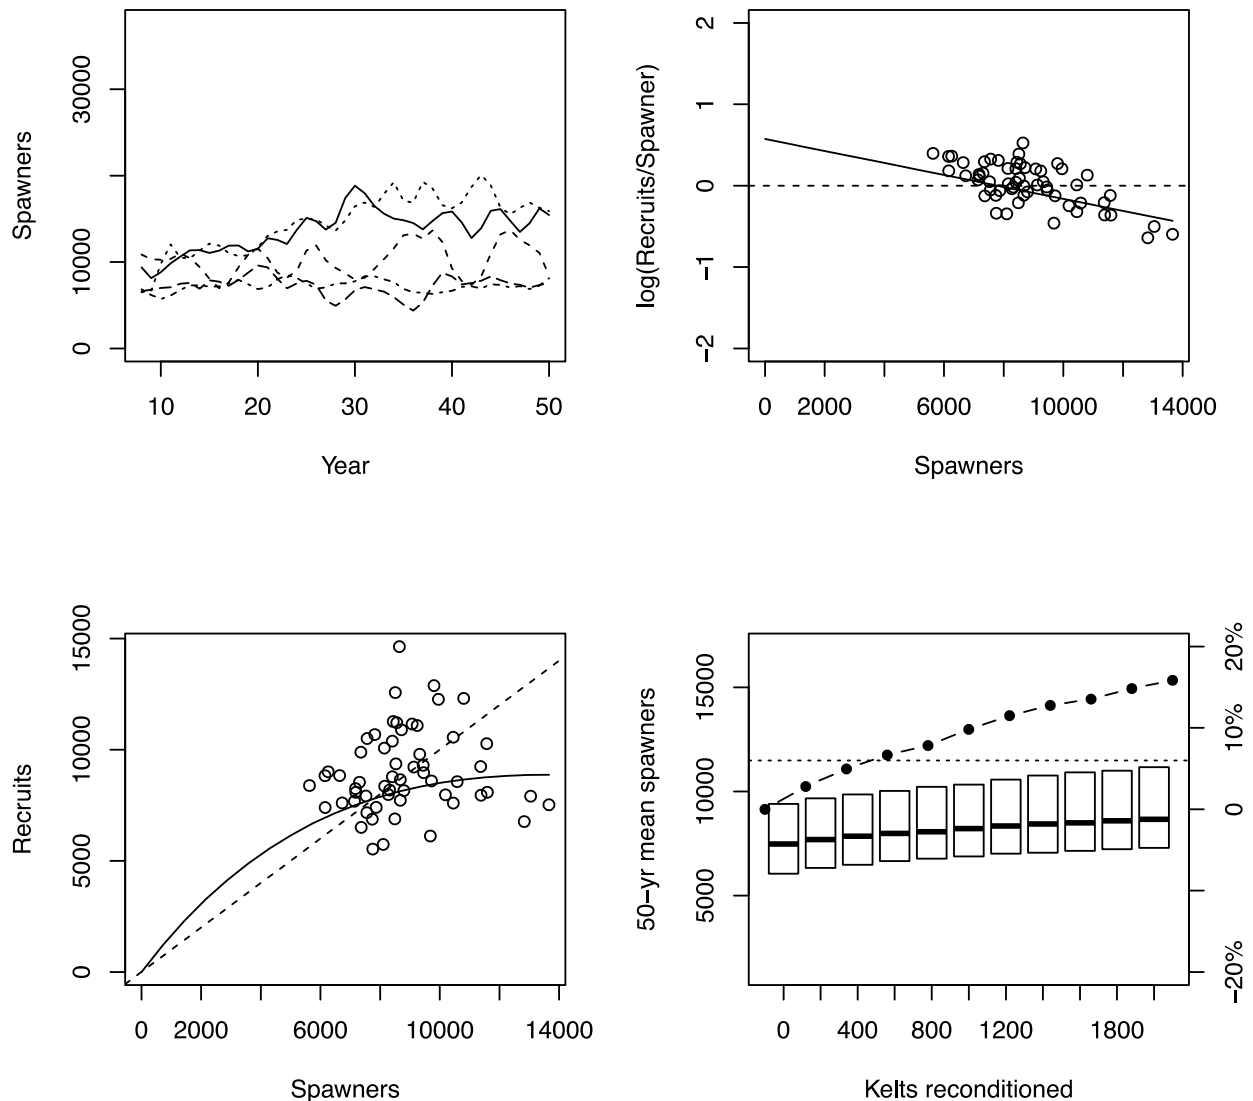 Spawners
30000
10000
0
10 20 30 40 50
Year
log(Recruits/Spawner)
2
1
0
−1
−2
0 2000 6000 10000 14000
Spawners
Recruits
15000
10000
5000
0
0 2000 6000 10000 14000
Spawners
50−yr mean spawners
15000
10000
5000
20%
10%
0
−20%
0 400 800 1200 1800
Kelts reconditioned